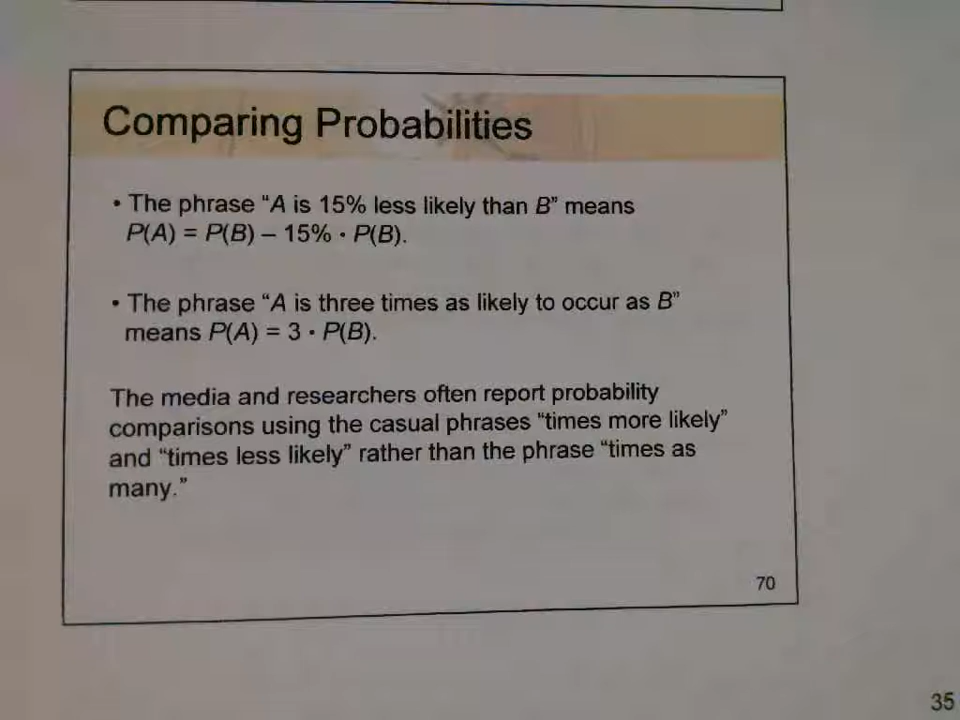 Comparing Probabilities
• The phrase “A is 15% less likely than B” means
P(A) = P(B) – 15% · P(B).
• The phrase “A is three times as likely to occur as B”
means P(A) = 3 · P(B).
The media and researchers often report probability
comparisons using the casual phrases “times more likely”
and “times less likely” rather than the phrase “times as
many.”
70
35